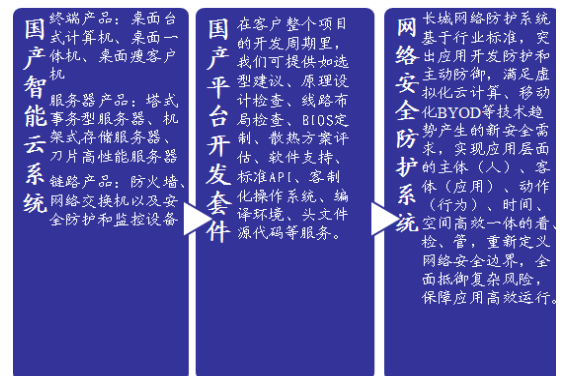 国产智能云系统
终端产品：桌面台
式计算机、桌面一
体机、桌面瘦客户
机
服务器产品：塔式
事务型服务器、机
架式存储服务器、
刀片高性能服务器
链路产品：防火墙、
网络交换机以及安
全防护和监控设备
国产平台开发套件
在客户整个项目
的开发周期里，
我们可提供如选
型建议、原理设
计检查、线路布
局检查、BIOS定
制、散热方案评
估、软件支持、
标准API、客制
化操作系统、编
译环境、头文件
源代码等服务。
网络安全防护系统
长城网络防护系统
基于行业标准，突
出应用开发防护和
主动防御，满足虚
拟化云计算、移动
化BYOD等技术趋
势产生的新安全需
求，实现应用层面
的主体（人）、客
体（应用）、动作
（行为）、时间、
空间高效一体的看、
检、管，重新定义
网络安全边界，全
面抵御复杂风险，
保障应用高效运行。